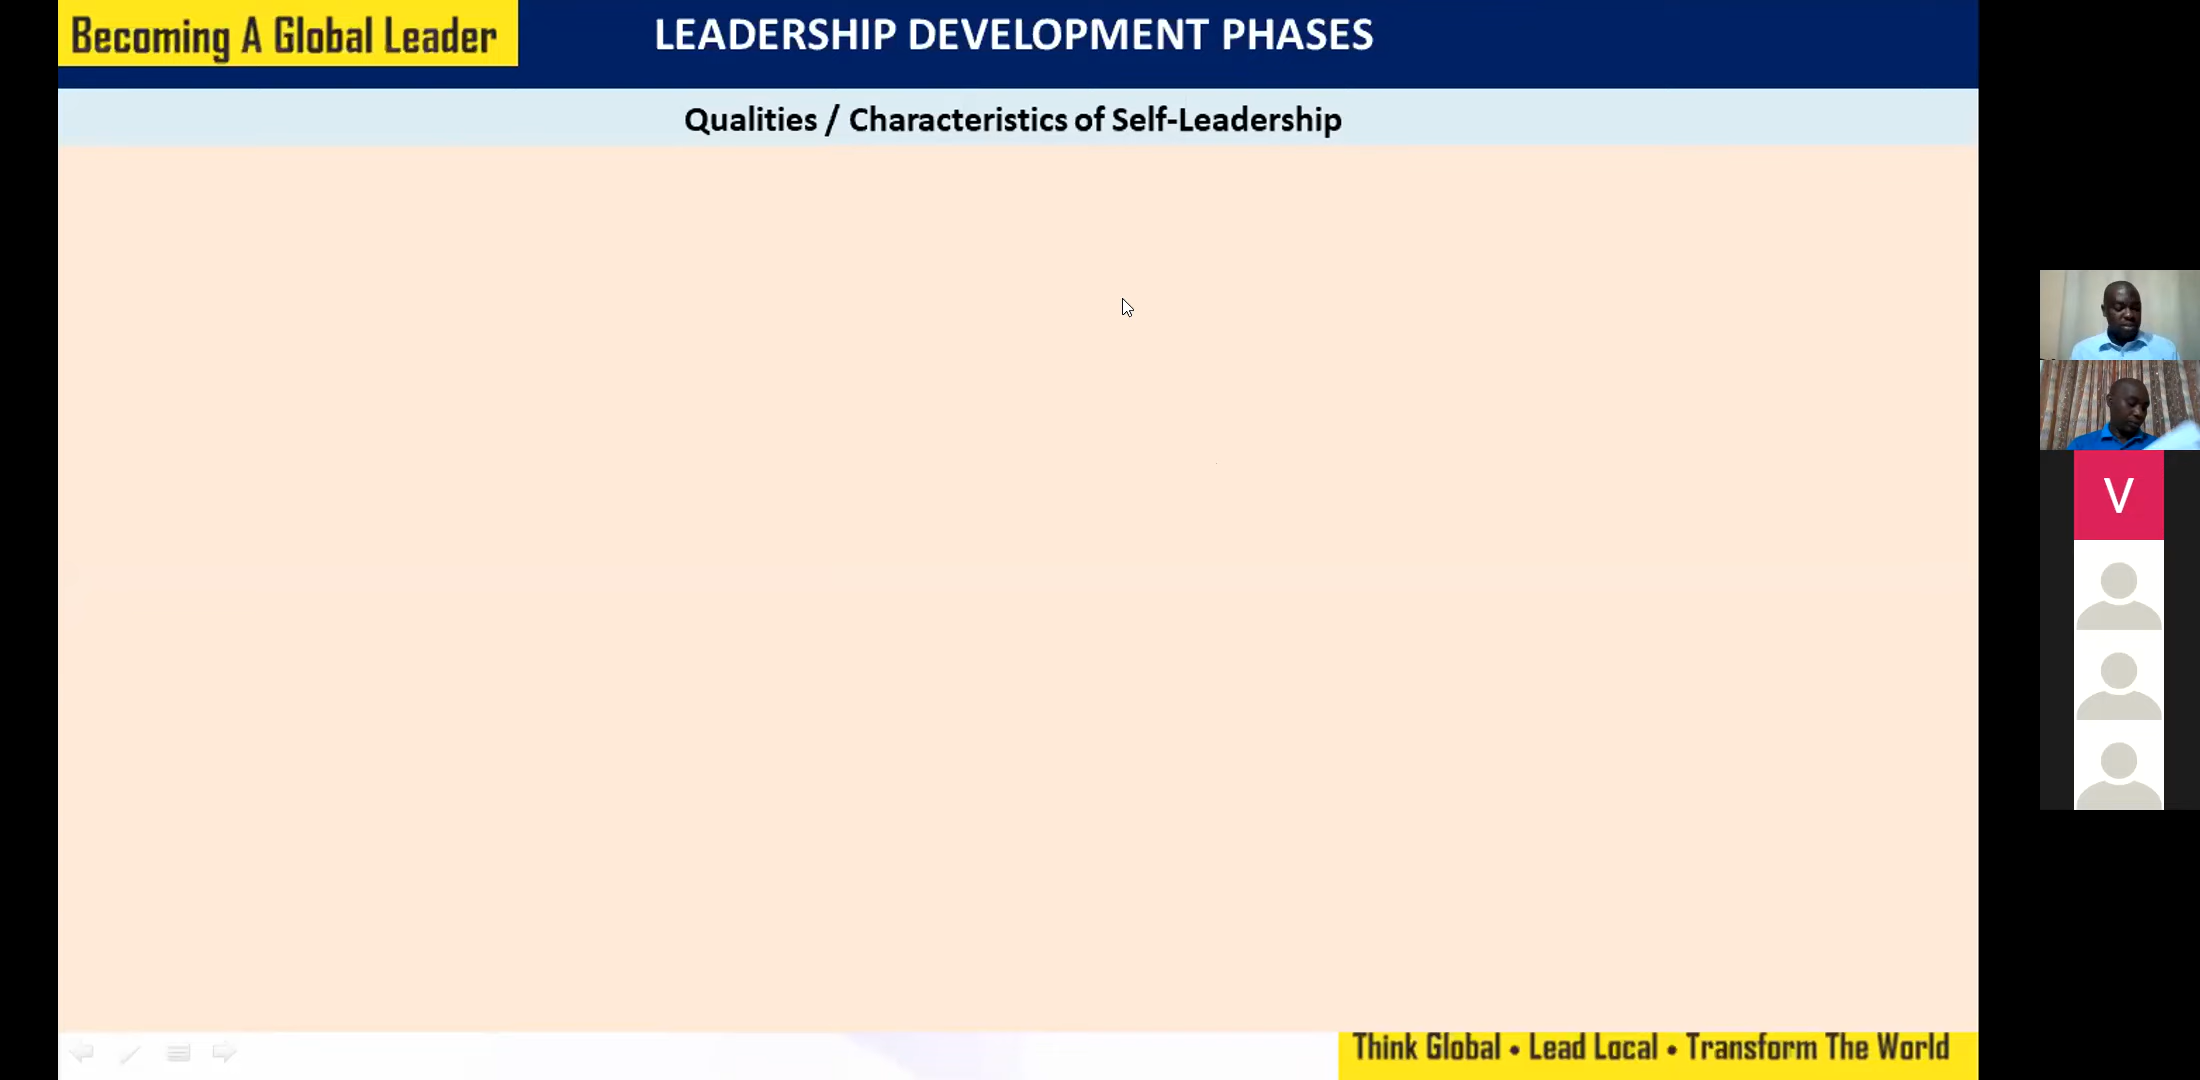 Becoming A Global Leader
LEADERSHIP DEVELOPMENT PHASES
Qualities / Characteristics of Self-Leadership
V
Think Global • Lead Local • Transform The World